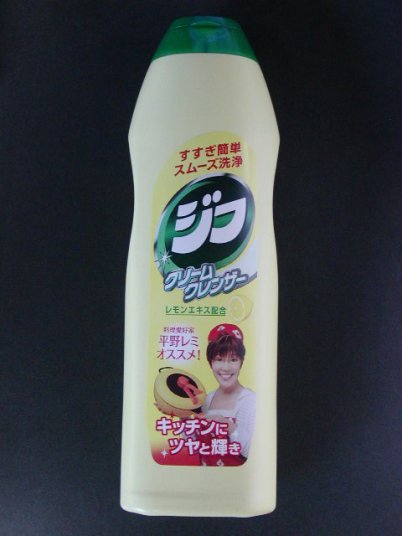 すすぎ簡単
スムーズ洗浄
ジフ
クリーム
クレンザー
レモンエキス配合
料理愛好家
平野レミ
オススメ!
キッチンに
ツヤと輝き